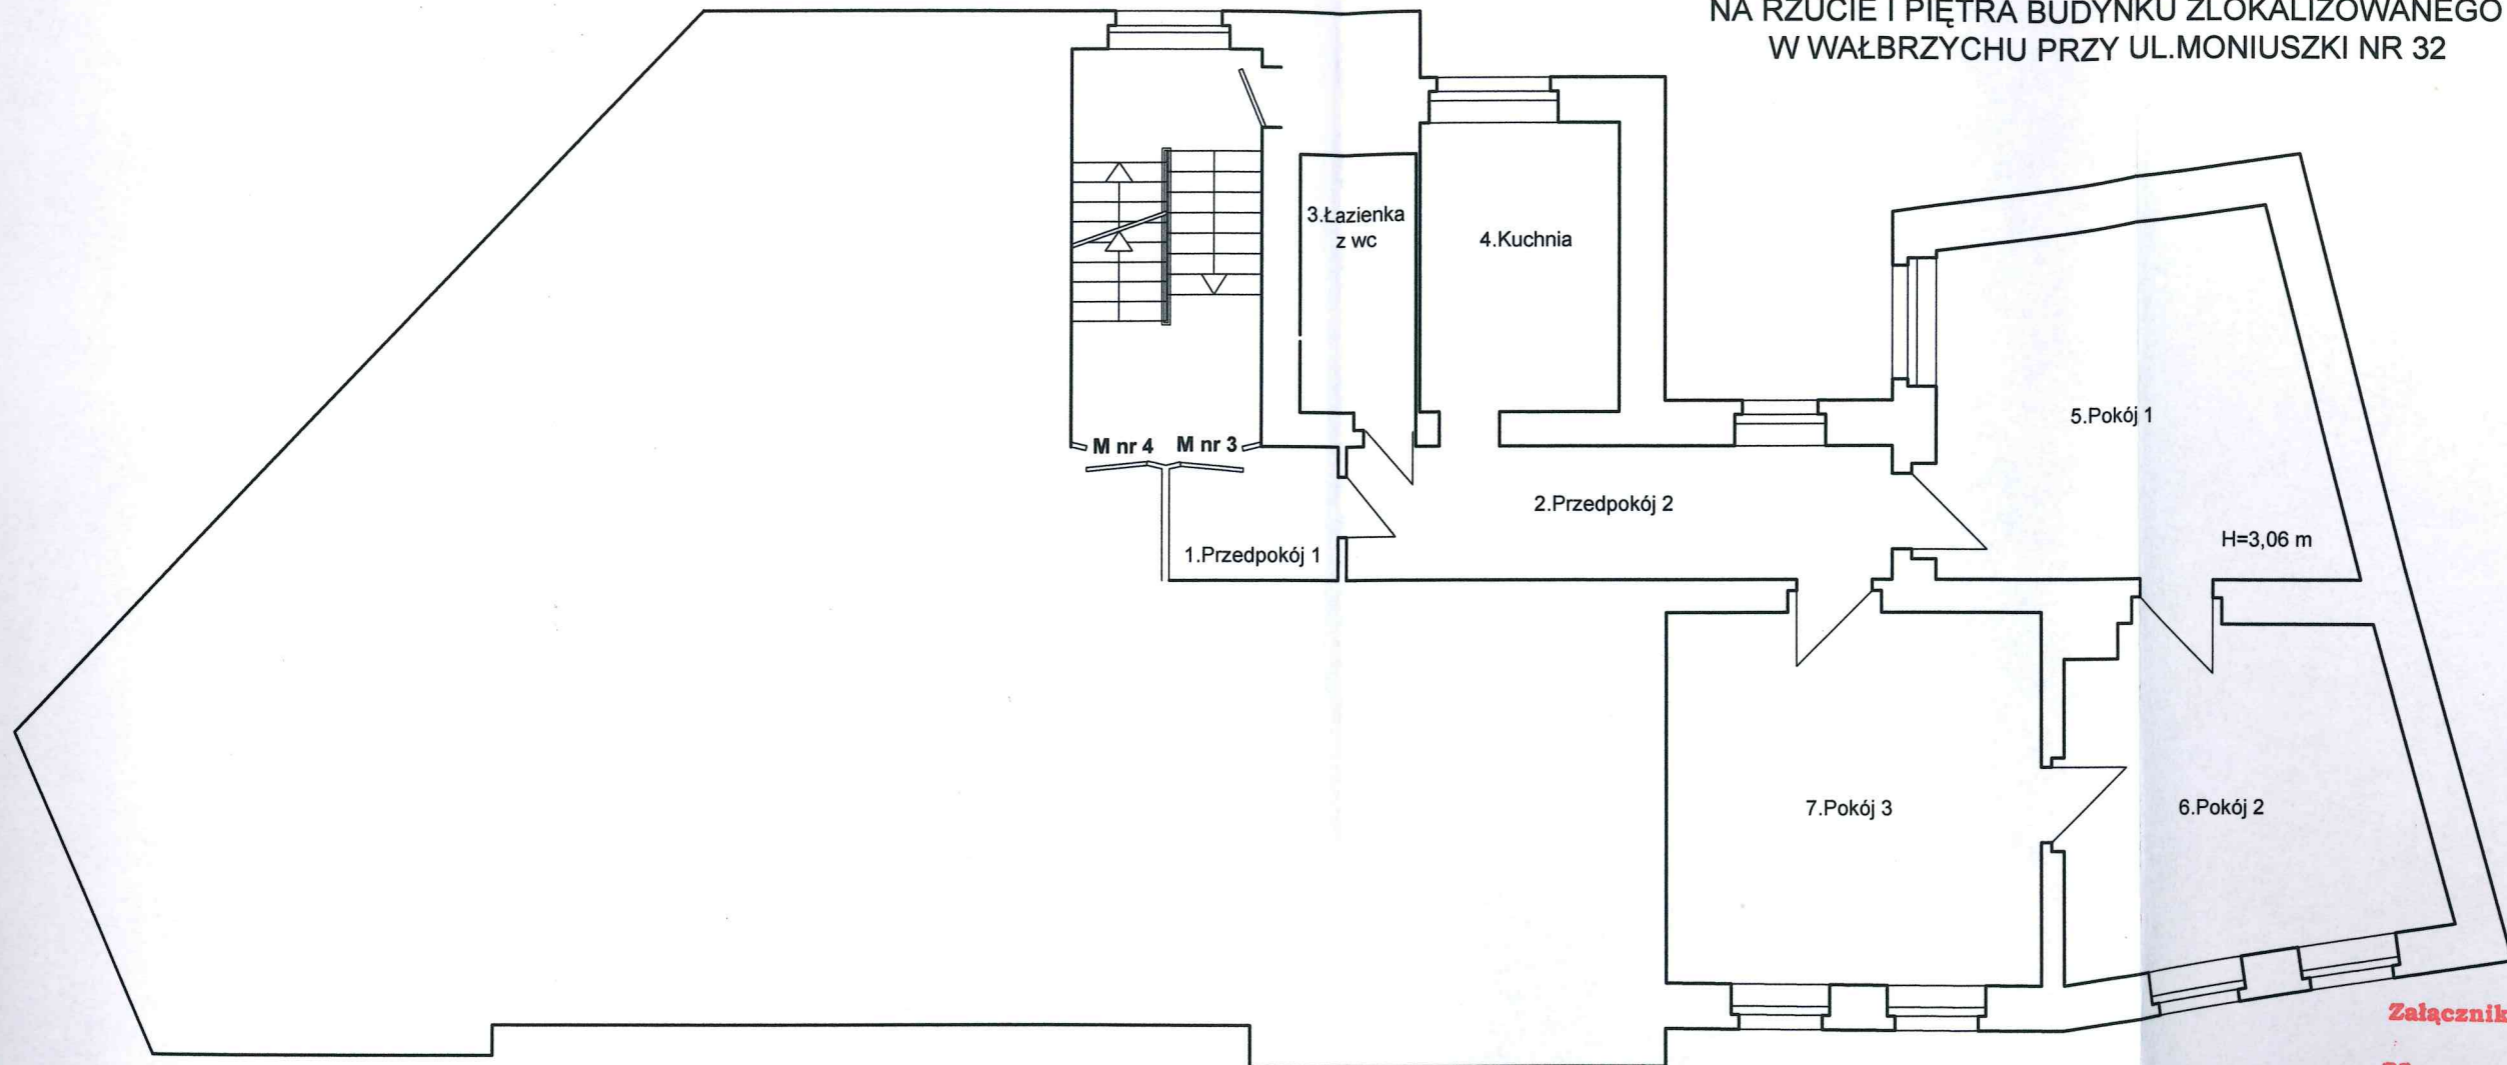 NA RZUCIE I PIĘTRA BUDYNKU ZLOKALIZOWANEGO
W WAŁBRZYCHU PRZY UL.MONIUSZKI NR 32
3.Łazienka
z wc
4.Kuchnia
5.Pokój 1
M nr 4 M nr 3
2.Przedpokój 2
1.Przedpokój 1
H=3,06 m
7.Pokój 3
6.Pokój 2
Załącznik